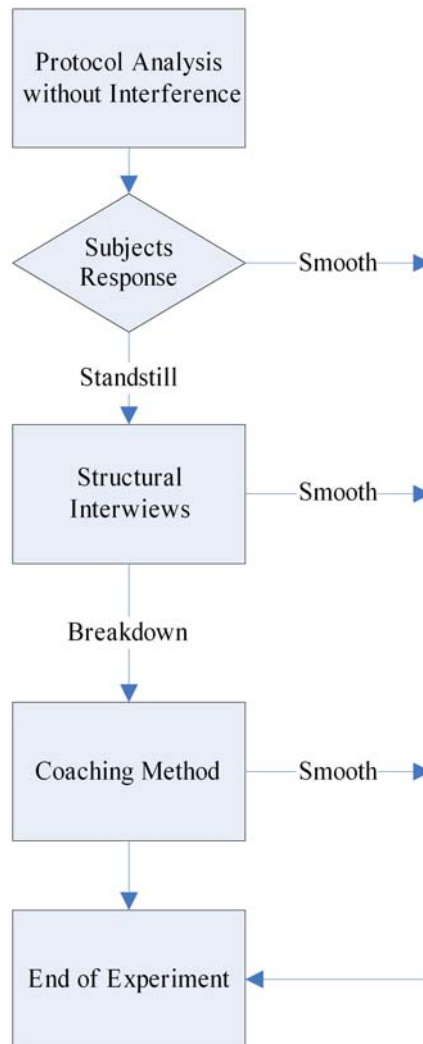 Protocol Analysis
without Interference
Subjects
Response
Smooth
Standstill
Structural
Interwiews
Smooth
Breakdown
Coaching Method
Smooth
End of Experiment